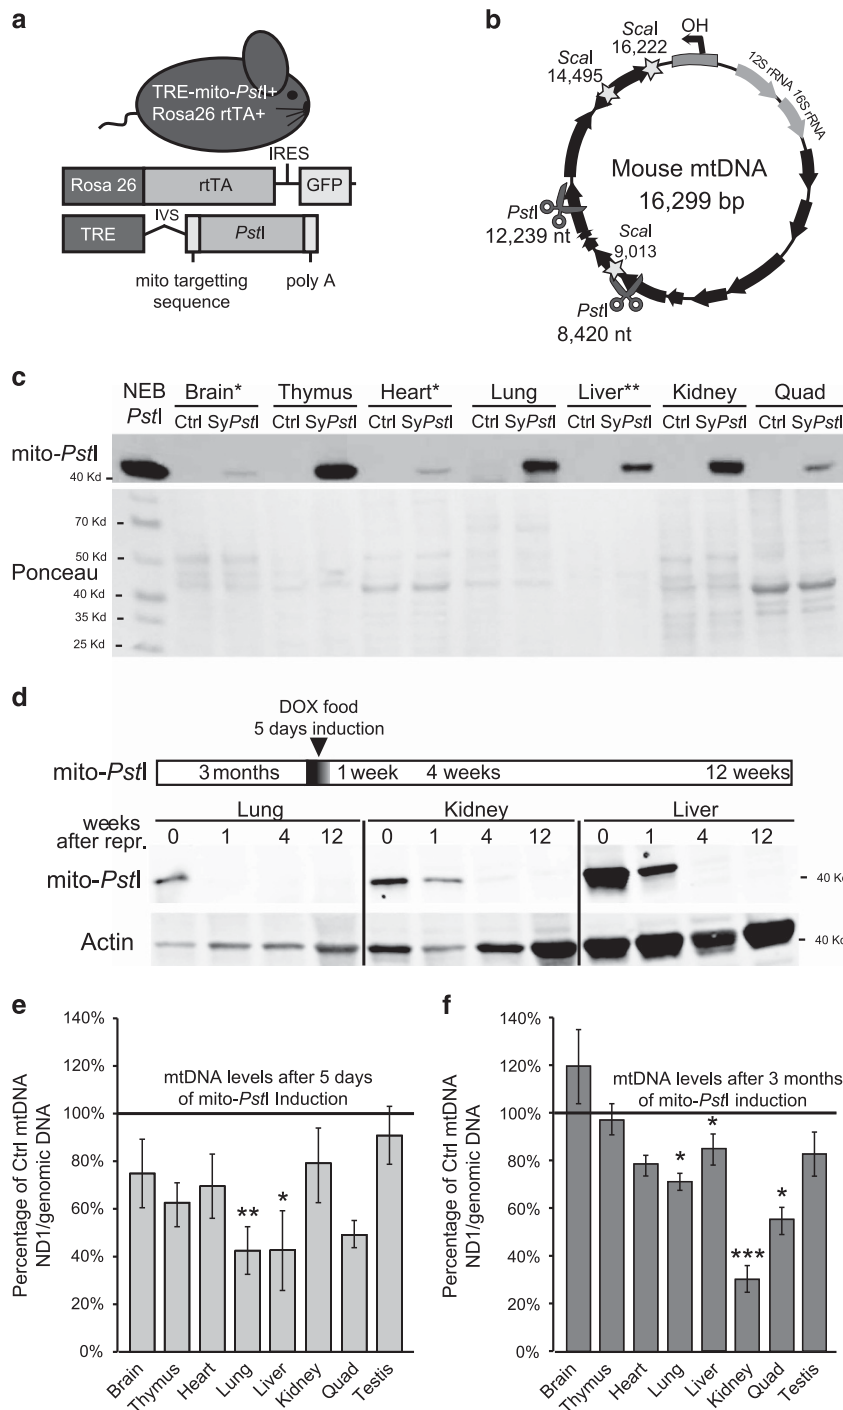 a
TRE-mito-PstI+
Rosa26 rtTA+
IRES
Rosa 26
rtTA
GFP
IVS
TRE
PstI
mito targetting
sequence
poly A
b
OH
ScaI
16,222
ScaI
14,495
12S rRNA 16S rRNA
Mouse mtDNA
16,299 bp
PstI
12,239 nt
ScaI
9,013
PstI
8,420 nt
c
NEB
PstI
Brain* Thymus Heart* Lung Liver** Kidney Quad
Ctrl SyPstI Ctrl SyPstI Ctrl SyPstI Ctrl SyPstI Ctrl SyPstI Ctrl SyPstI Ctrl SyPstI
mito-PstI
40 Kd
70 Kd
50 Kd
Ponceau
40 Kd
35 Kd
25 Kd
d
DOX food
5 days induction
mito-PstI
3 months 1 week 4 weeks 12 weeks
Lung Kidney Liver
weeks
after repr.
0 1 4 12 0 1 4 12 0 1 4 12
mito-PstI
- 40 Kd
Actin
- 40 Kd
e
140%
120%
100%
80%
60%
40%
20%
0%
Percentage of Ctrl mtDNA
ND1/genomic DNA
mtDNA levels after 5 days
of mito-PstI Induction
** *
Brain Thymus Heart Lung Liver Kidney Quad Testis
f
140%
120%
100%
80%
60%
40%
20%
0%
Percentage of Ctrl mtDNA
ND1/genomic DNA
mtDNA levels after 3 months
of mito-PstI induction
* * *** *
Brain Thymus Heart Lung Liver Kidney Quad Testis